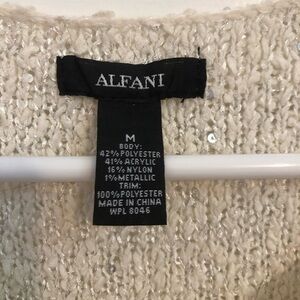 ALFANI
M
BODY:
42%POLYESTER
41%ACRYLIC
16%NYLON
1%METALLIC
TRIM:
100%POLYESTER
MADE IN CHINA
WPL 8046